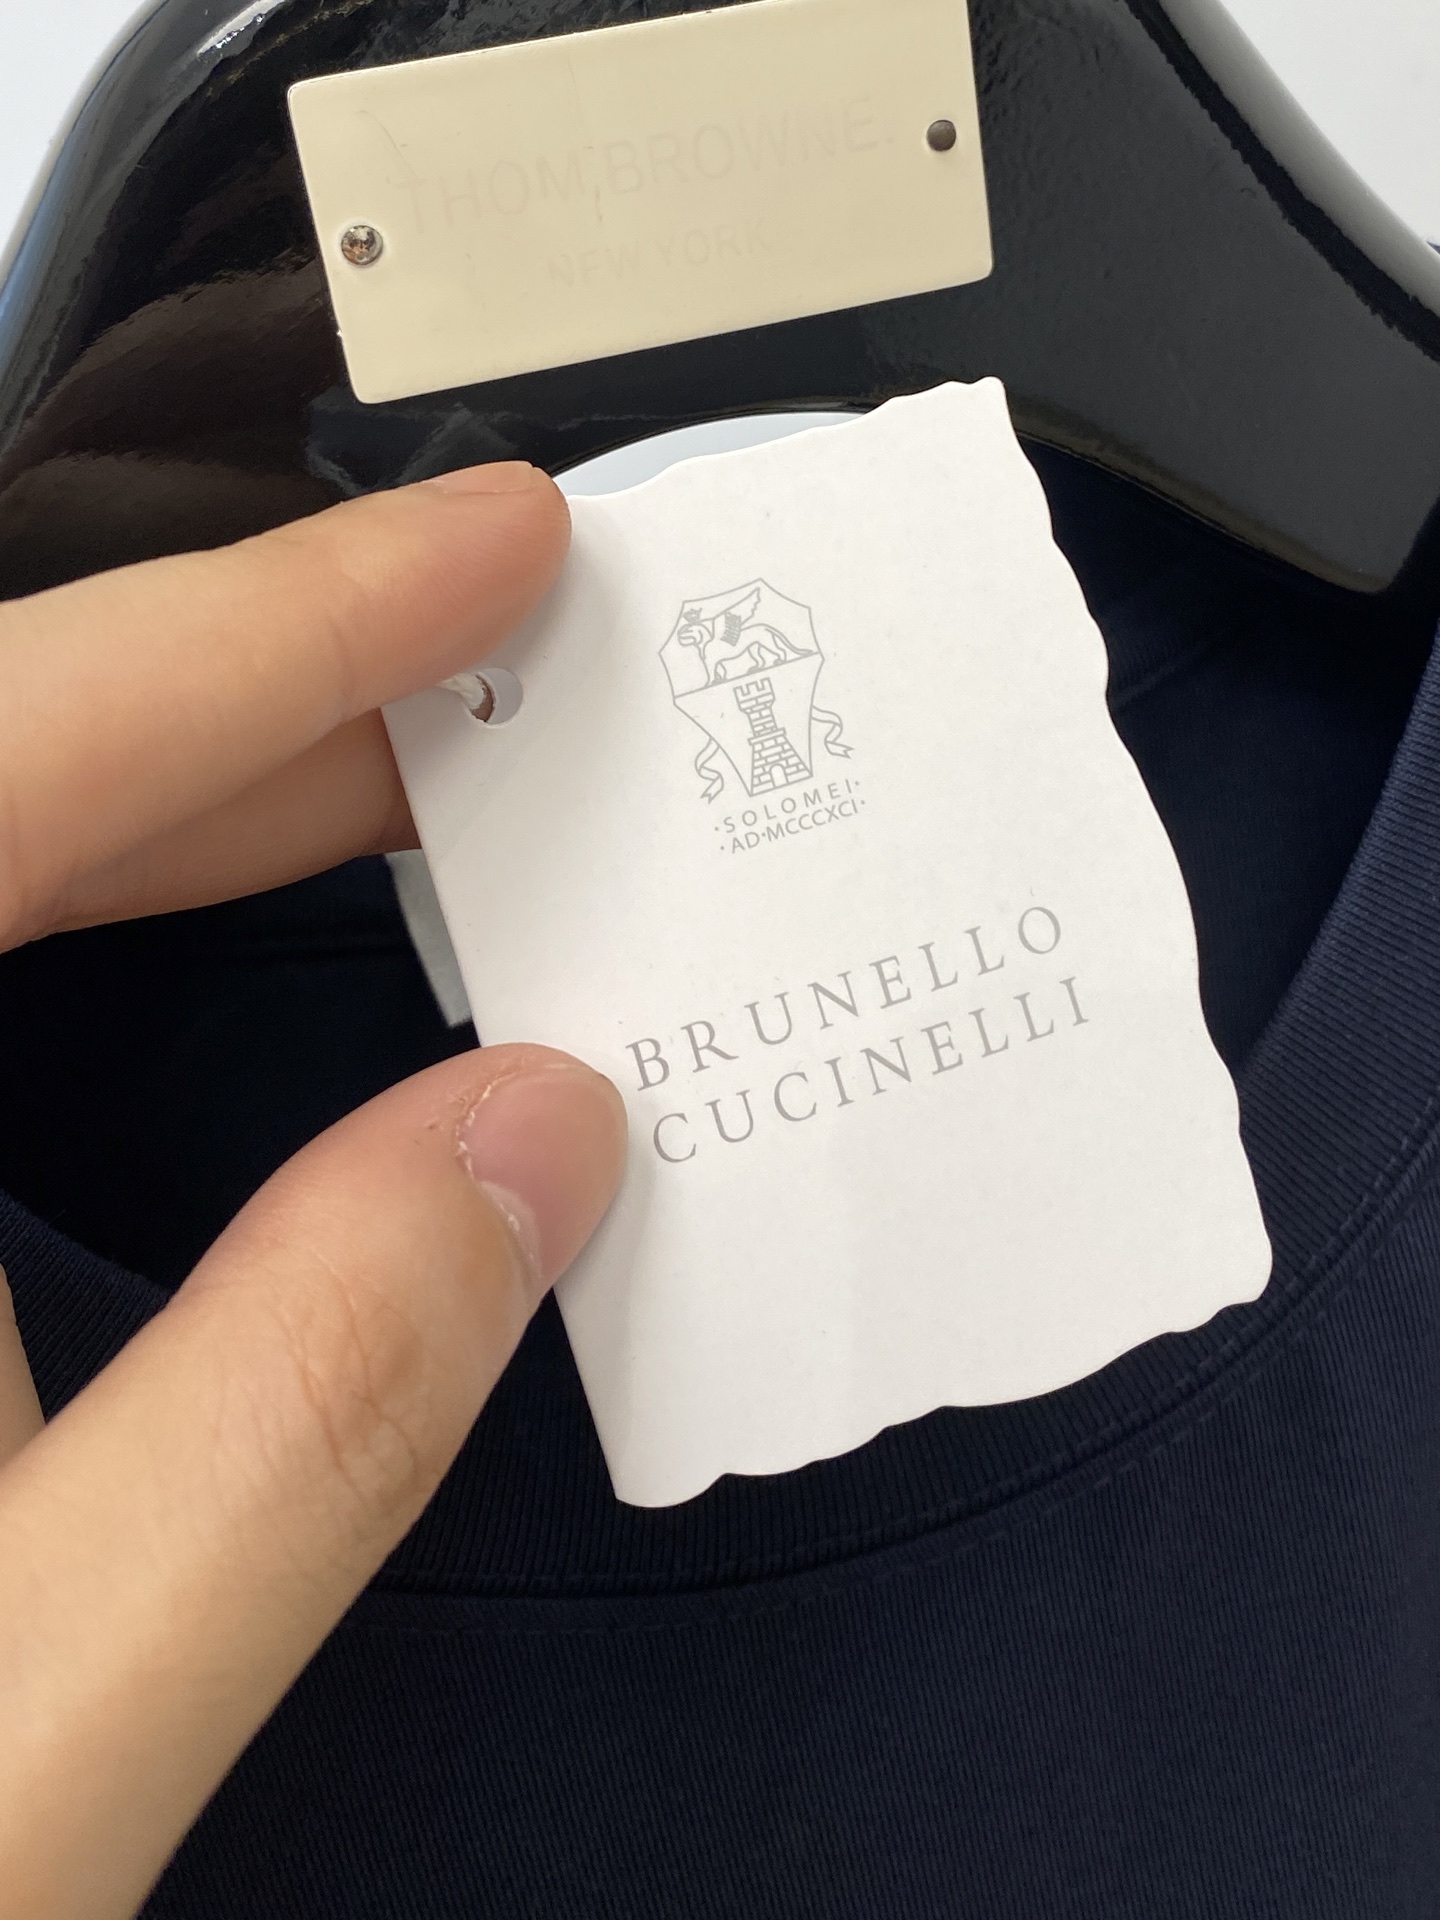 THOM BROWNE.
NEW YORK
·SOLOMEI·
·AD·MCCCXCI·
BRUNELLO
CUCINELLI